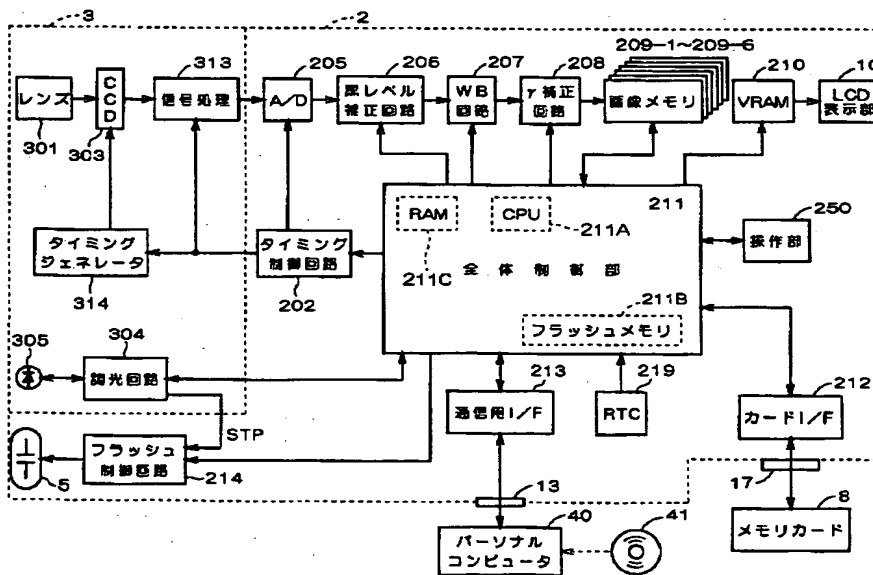 3
2
313
205
206
207
208
209-1~209-6
210
10
レンズ
301
CCD
303
信号処理
A/D
黒レベル
補正回路
WB
回路
γ補正
回路
画像メモリ
VRAM
LCD
表示部
RAM
211C
CPU
211A
211
250
操作部
タイミング
ジェネレータ
314
タイミング
制御回路
202
全体制御部
211B
フラッシュメモリ
305
304
調光回路
STP
213
通信用I/F
219
RTC
212
カードI/F
5
フラッシュ
制御回路
214
13
17
40
41
8
パーソナル
コンピュータ
メモリカード